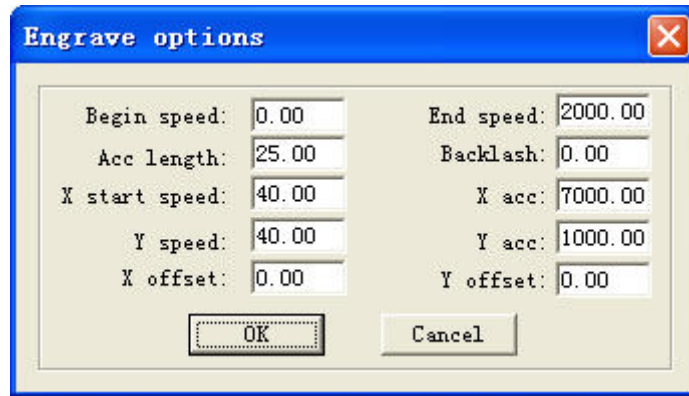 Engrave options
Begin speed: 0.00 End speed: 2000.00
Acc length: 25.00 Backlash: 0.00
X start speed: 40.00 X acc: 7000.00
Y speed: 40.00 Y acc: 1000.00
X offset: 0.00 Y offset: 0.00
OK Cancel